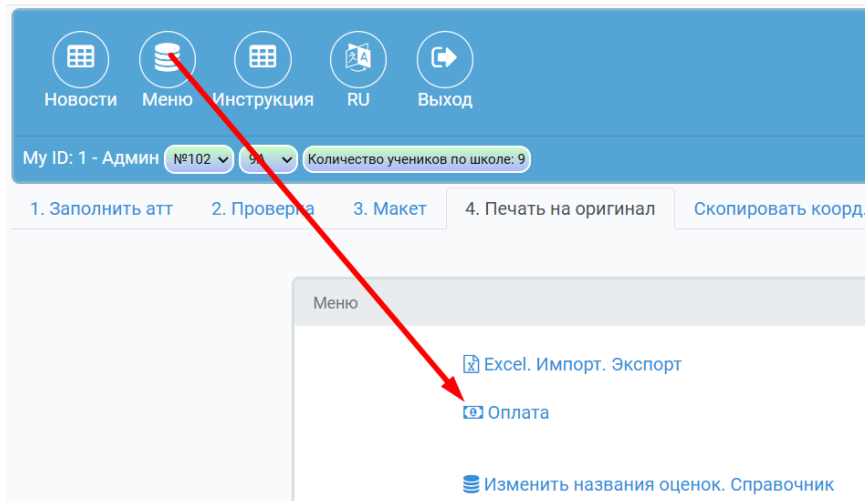 Новости Меню Инструкция RU Выход
My ID: 1 - Админ №102 9А Количество учеников по школе: 9
1. Заполнить атт 2. Проверка 3. Макет 4. Печать на оригинал Скопировать коорд.
Меню
Excel. Импорт. Экспорт
Оплата
Изменить названия оценок. Справочник